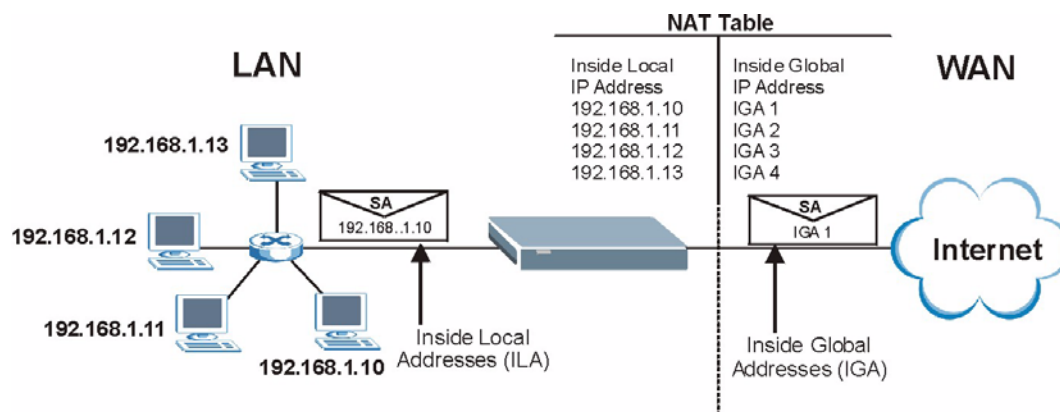 NAT Table
LAN
WAN
Inside Local
IP Address
192.168.1.10
192.168.1.11
192.168.1.12
192.168.1.13
Inside Global
IP Address
IGA 1
IGA 2
IGA 3
IGA 4
192.168.1.13
192.168.1.12
192.168.1.11
192.168.1.10
SA
192.168..1.10
SA
IGA 1
Internet
Inside Local
Addresses (ILA)
Inside Global
Addresses (IGA)